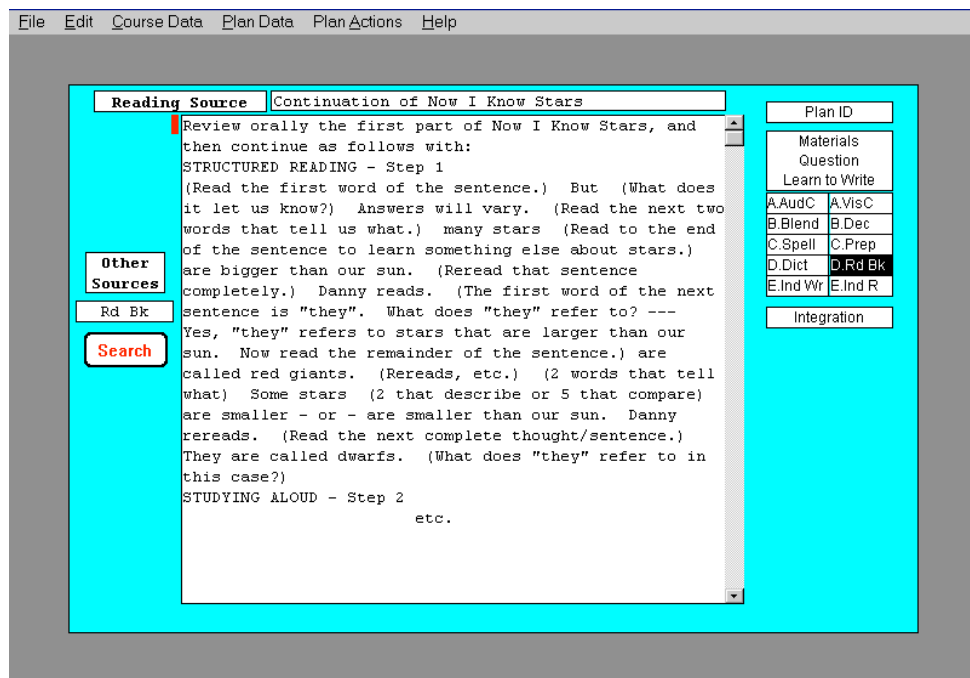 File Edit Course Data Plan Data Plan Actions Help
Reading Source
Continuation of Now I Know Stars
Review orally the first part of Now I Know Stars, and
then continue as follows with:
STRUCTURED READING - Step 1
(Read the first word of the sentence.) But (What does
it let us know?) Answers will vary. (Read the next two
words that tell us what.) many stars (Read to the end
of the sentence to learn something else about stars.)
are bigger than our sun. (Reread that sentence
completely.) Danny reads. (The first word of the next
sentence is "they". What does "they" refer to? ---
Yes, "they" refers to stars that are larger than our
sun. Now read the remainder of the sentence.) are
called red giants. (Rereads, etc.) (2 words that tell
what) Some stars (2 that describe or 5 that compare)
are smaller - or - are smaller than our sun. Danny
rereads. (Read the next complete thought/sentence.)
They are called dwarfs. (What does "they" refer to in
this case?)
STUDYING ALOUD - Step 2
etc.
Other
Sources
Rd Bk
Search
Plan ID
Materials
Question
Learn to Write
A.AudC A.VisC
B.Blend B.Dec
C.Spell C.Prep
D.Dict D.Rd Bk
E.Ind Wr E.Ind R
Integration